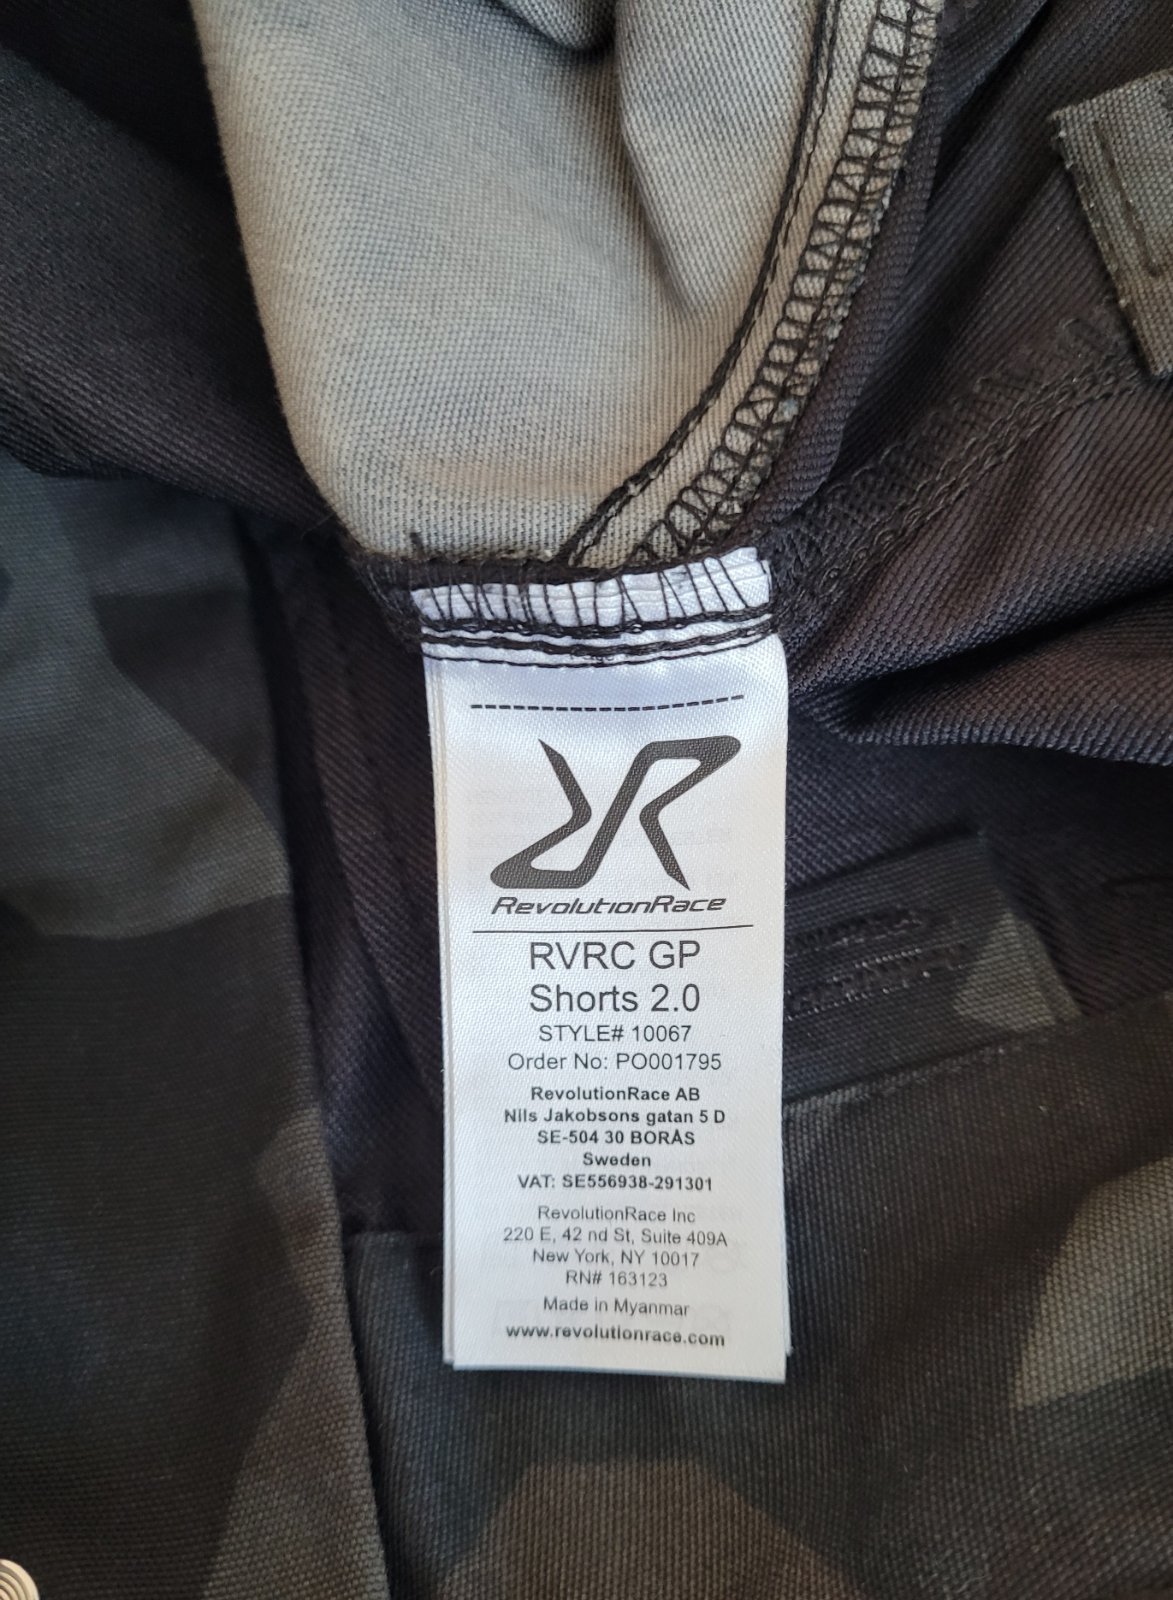 RevolutionRace
RVRC GP
Shorts 2.0
STYLE# 10067
Order No: PO001795
RevolutionRace AB
Nils Jakobsons gatan 5 D
SE-504 30 BORÅS
Sweden
VAT: SE556938-291301
RevolutionRace Inc
220 E, 42 nd St, Suite 409A
New York, NY 10017
RN# 163123
Made in Myanmar
www.revolutionrace.com